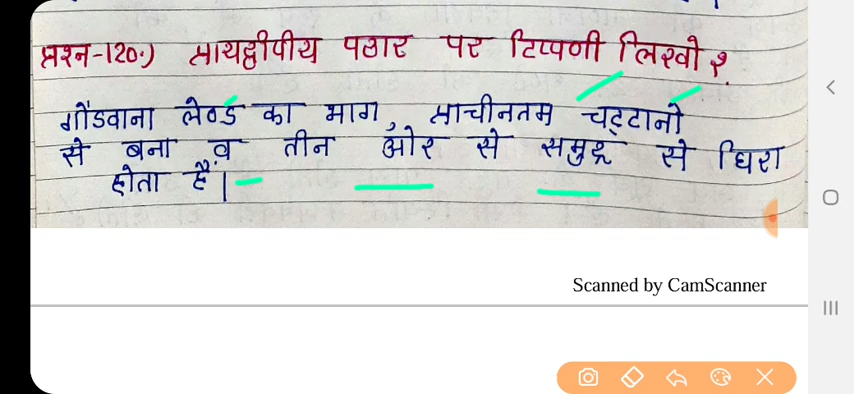 प्रश्न-120.) प्रायद्वीपीय पठार पर टिप्पणी लिखो ?
गोंडवाना लैण्ड का भाग, प्राचीनतम चट्टानो
से बना व तीन ओर से समुद्र से घिरा
होता है।
Scanned by CamScanner